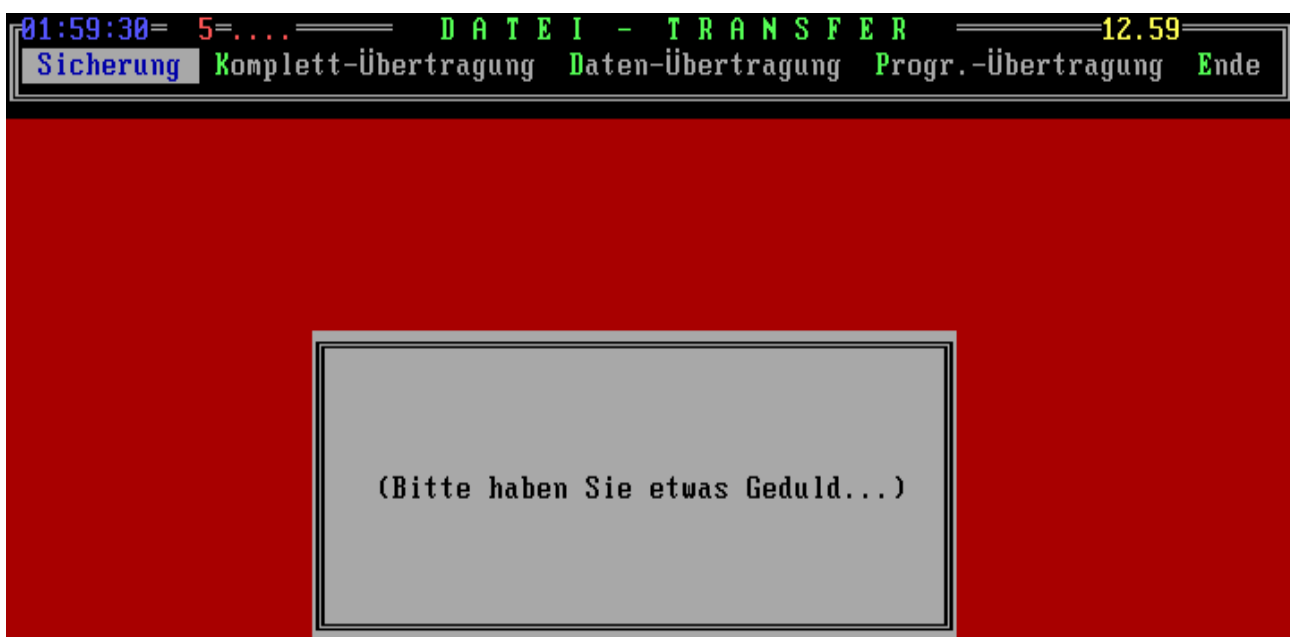 01:59:30= 5=....═════ D A T E I - T R A N S F E R ═══════12.59═════
Sicherung Komplett-Übertragung Daten-Übertragung Progr.-Übertragung Ende
(Bitte haben Sie etwas Geduld...)